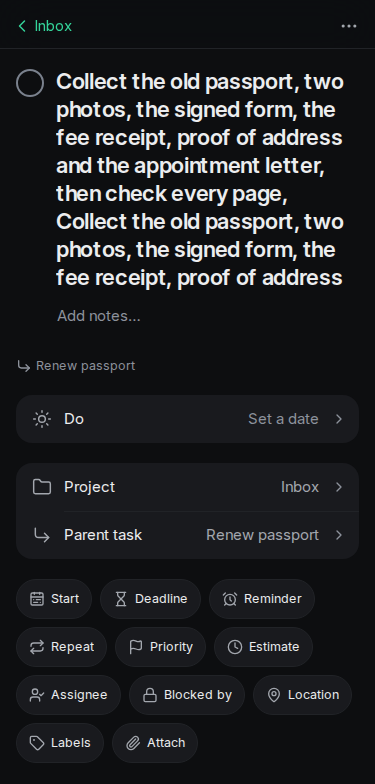 Inbox
Collect the old passport, two
photos, the signed form, the
fee receipt, proof of address
and the appointment letter,
then check every page,
Collect the old passport, two
photos, the signed form, the
fee receipt, proof of address
Add notes...
Renew passport
Do Set a date
Project Inbox
Parent task Renew passport
Start Deadline Reminder
Repeat Priority Estimate
Assignee Blocked by Location
Labels Attach